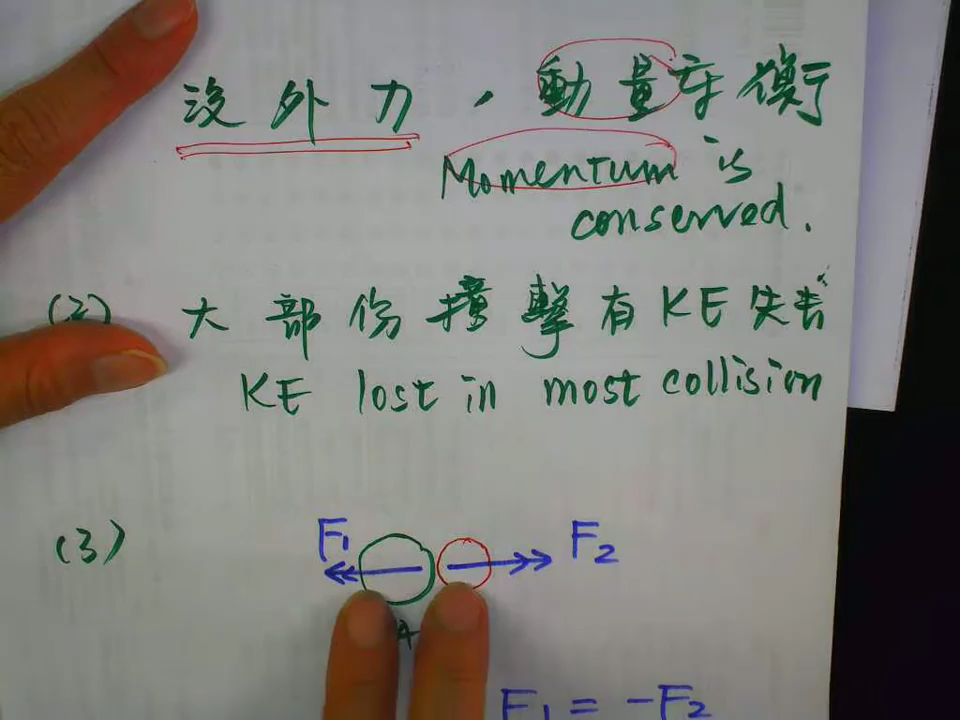 沒外力，動量守衡
Momentum is
conserved.
(2) 大部份撞擊有KE失去
KE lost in most collision
(3)
F₁ F₂
A
F₁ = -F₂